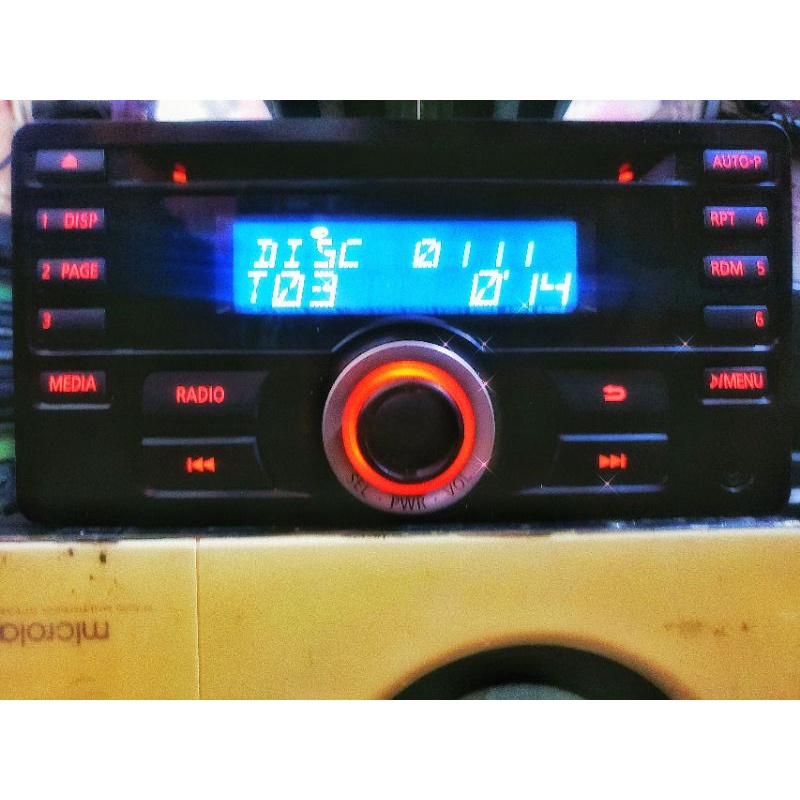 AUTO-P
1 DISP
RPT 4
DISC 0111
2 PAGE
RDM 5
T03 0'14
3
6
MEDIA
RADIO
♪/MENU
SEL · PWR · VOL